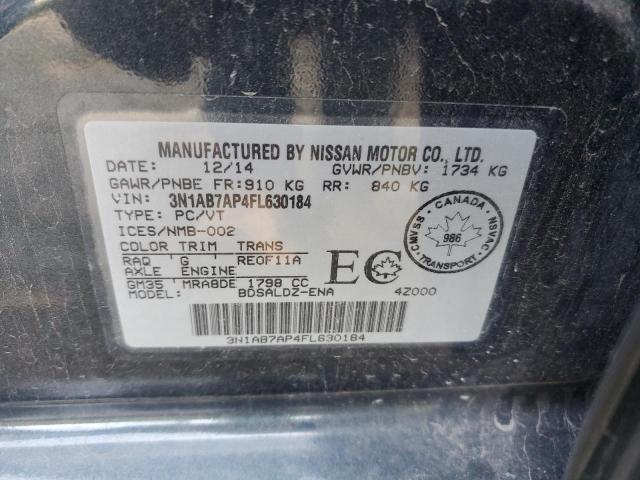 MANUFACTURED BY NISSAN MOTOR CO., LTD.
DATE: 12/14 GVWR/PNBV: 1734 KG
GAWR/PNBE FR: 910 KG RR: 840 KG
VIN: 3N1AB7AP4FL630184
TYPE: PC/VT
ICES/NMB-002
COLOR TRIM TRANS
RAQ G RE0F11A
AXLE ENGINE
GM35 MRA8DE 1798 CC
MODEL: BDSALDZ-ENA 4Z000
EC
CANADA
CMVSS 986 NSVAC
TRANSPORT
3N1AB7AP4FL630184